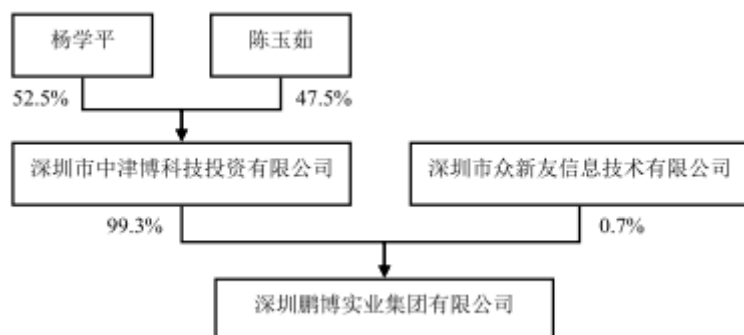 杨学平
陈玉茹
52.5%
47.5%
深圳市中津博科技投资有限公司
深圳市众新友信息技术有限公司
99.3%
0.7%
深圳鹏博实业集团有限公司